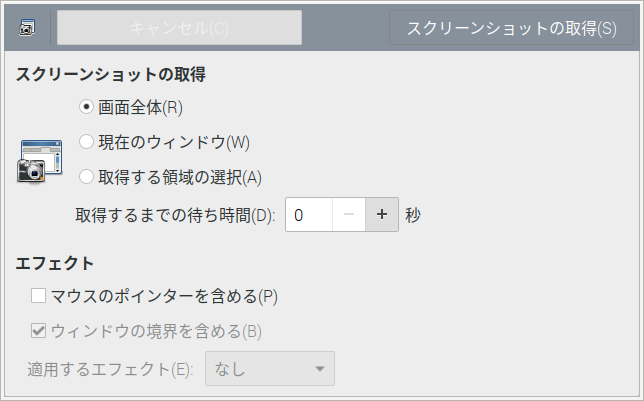 キャンセル(C) スクリーンショットの取得(S)
スクリーンショットの取得
画面全体(R)
現在のウィンドウ(W)
取得する領域の選択(A)
取得するまでの待ち時間(D): 0 − + 秒
エフェクト
マウスのポインターを含める(P)
ウィンドウの境界を含める(B)
適用するエフェクト(E): なし